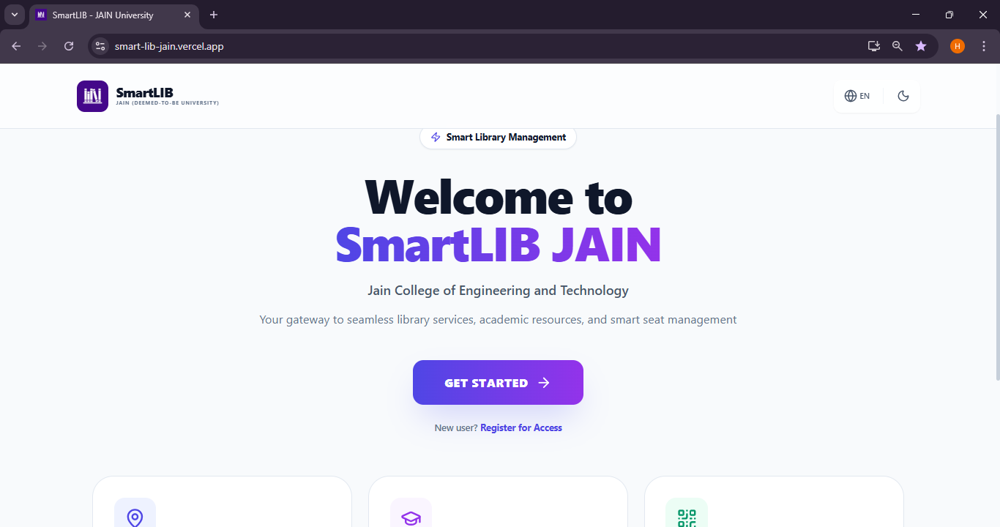 SmartLIB - JAIN University
smart-lib-jain.vercel.app
H
SmartLIB
JAIN (DEEMED-TO-BE UNIVERSITY)
EN
Smart Library Management
Welcome to
SmartLIB JAIN
Jain College of Engineering and Technology
Your gateway to seamless library services, academic resources, and smart seat management
GET STARTED
New user? Register for Access